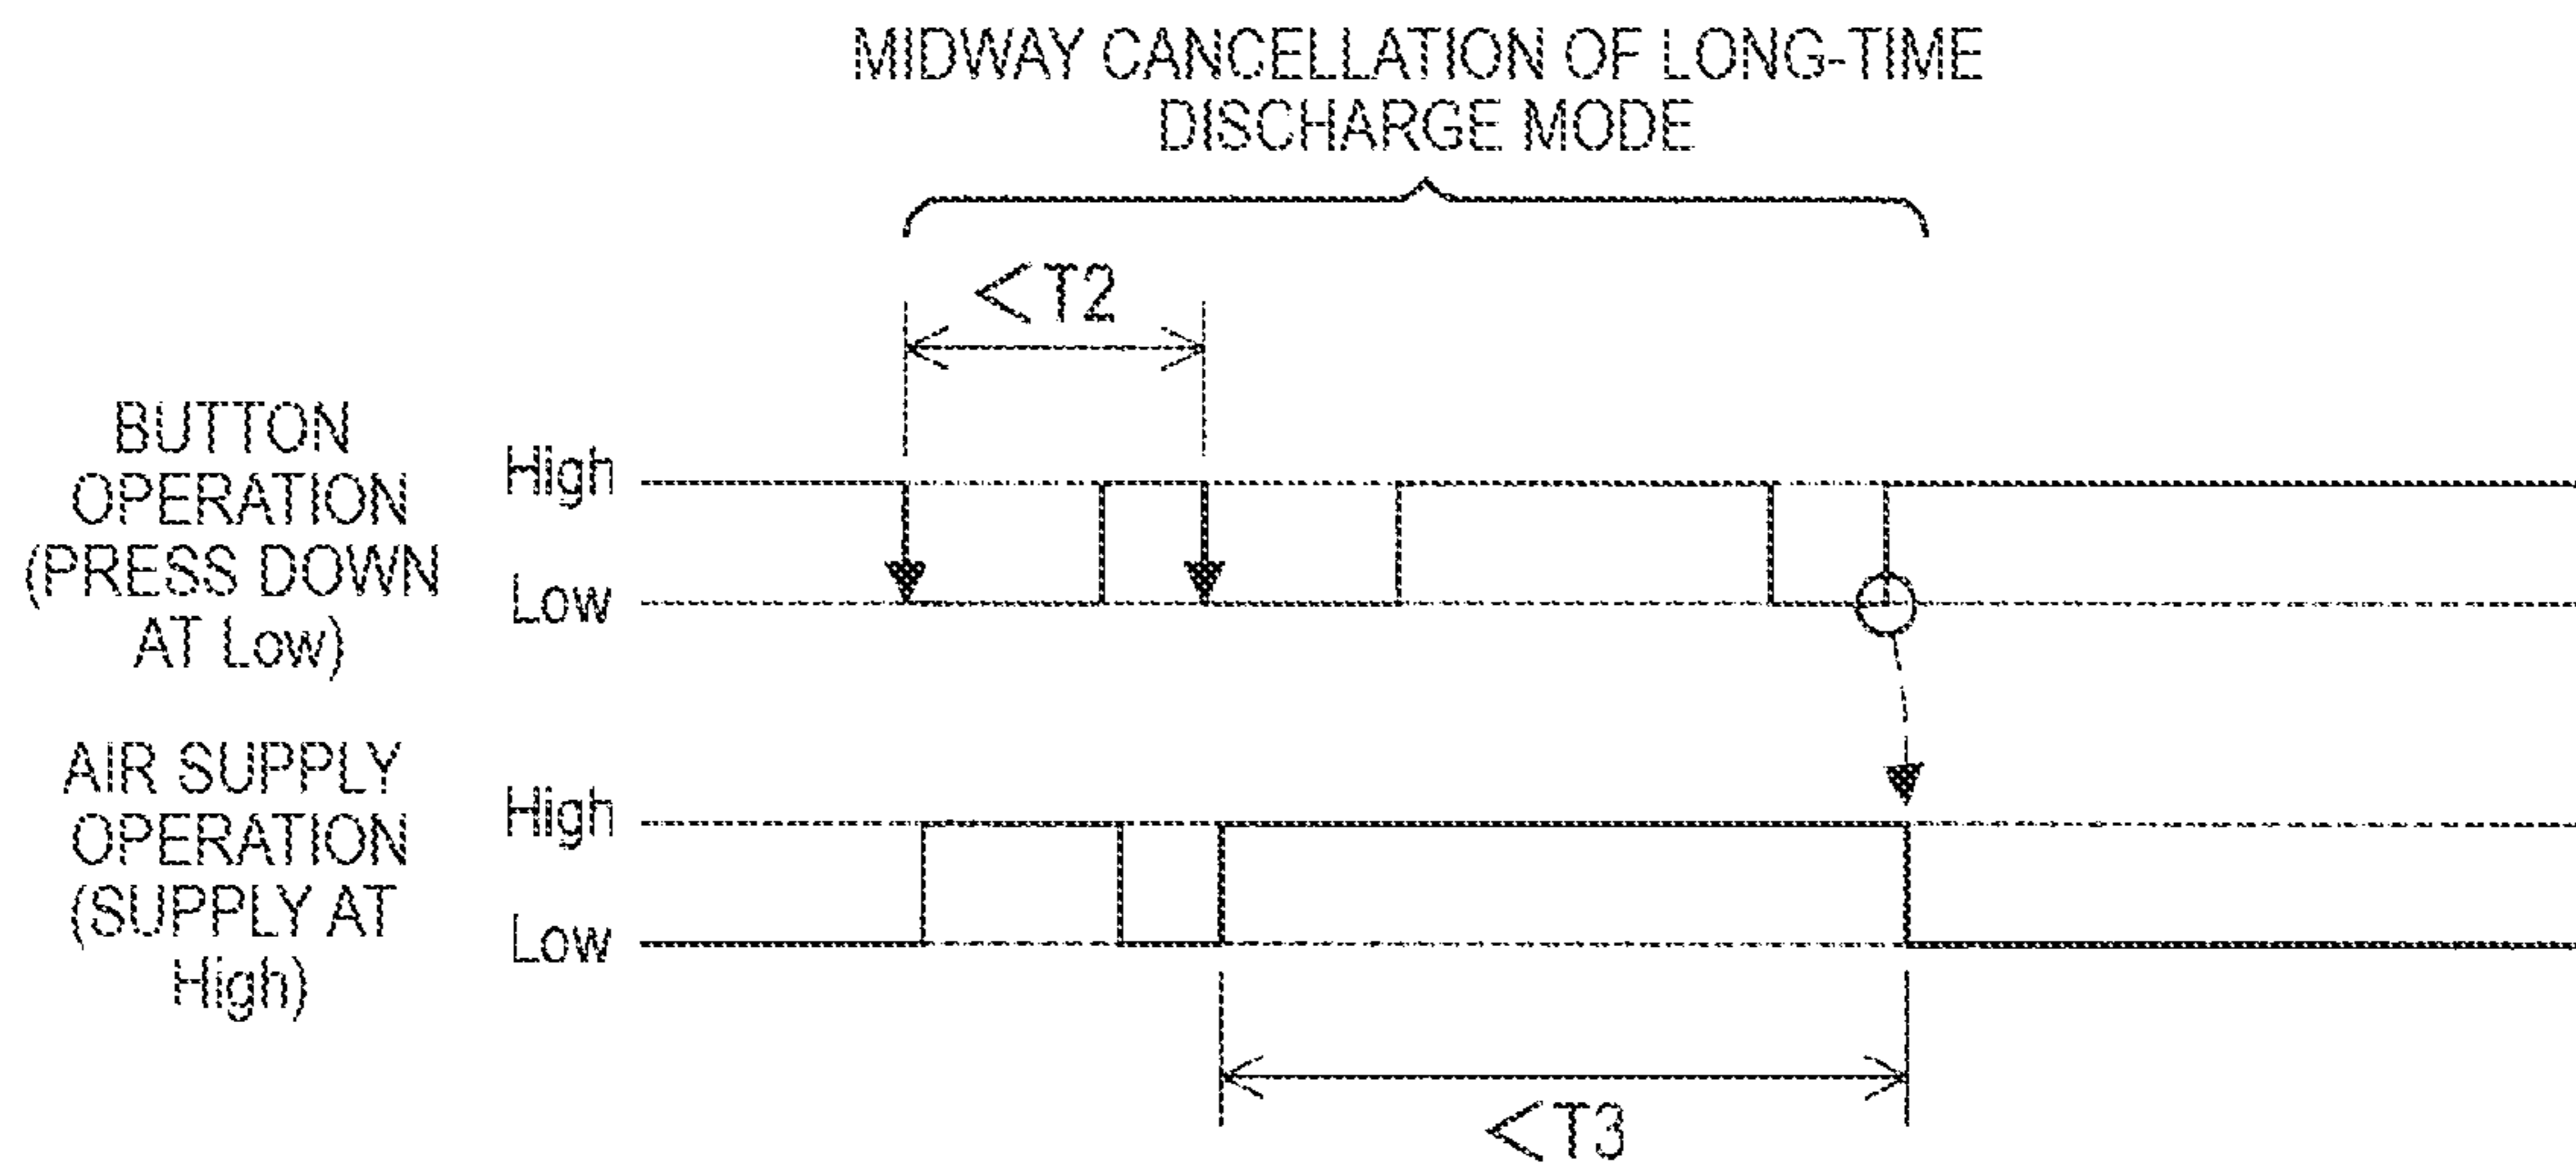 MIDWAY CANCELLATION OF LONG-TIME
DISCHARGE MODE
<T2
BUTTON
OPERATION
(PRESS DOWN
AT Low)
High
Low
AIR SUPPLY
OPERATION
(SUPPLY AT
High)
High
Low
<T3